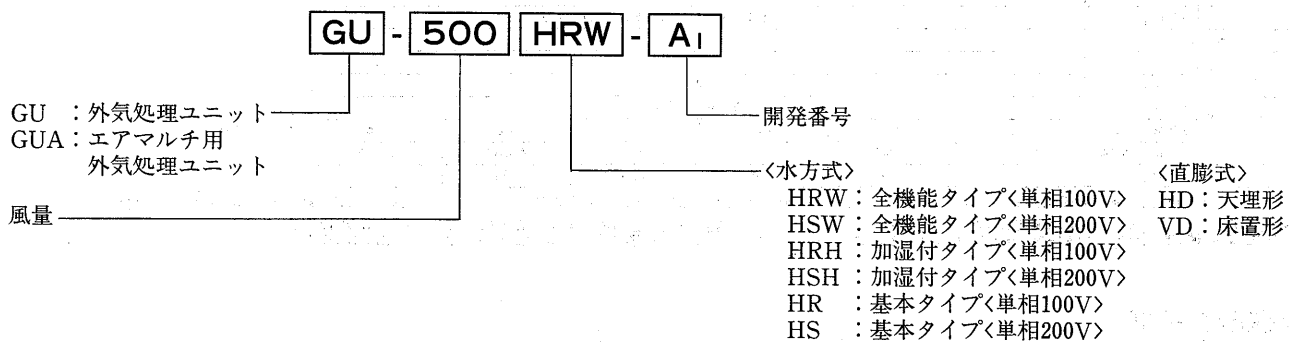 GU - 500 HRW - A1
GU :外気処理ユニット
GUA:エアマルチ用
外気処理ユニット
風量
開発番号
〈水方式〉
HRW:全機能タイプ〈単相100V〉
HSW:全機能タイプ〈単相200V〉
HRH:加湿付タイプ〈単相100V〉
HSH:加湿付タイプ〈単相200V〉
HR :基本タイプ〈単相100V〉
HS :基本タイプ〈単相200V〉
〈直膨式〉
HD:天埋形
VD:床置形